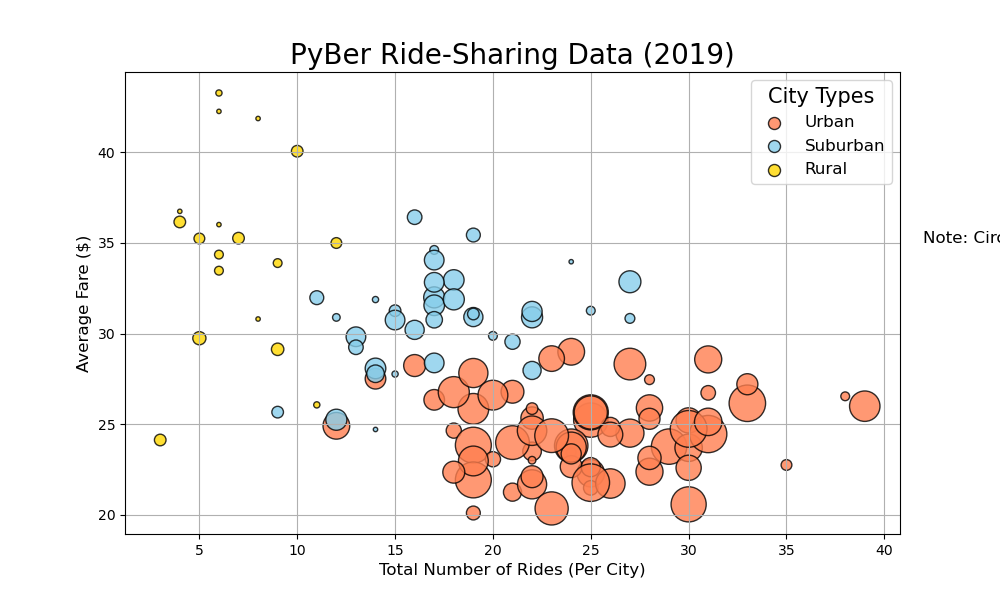 PyBer Ride-Sharing Data (2019)
City Types
Urban
Suburban
Rural
Average Fare ($)
40
35
30
25
20
Note: Circ
5 10 15 20 25 30 35 40
Total Number of Rides (Per City)